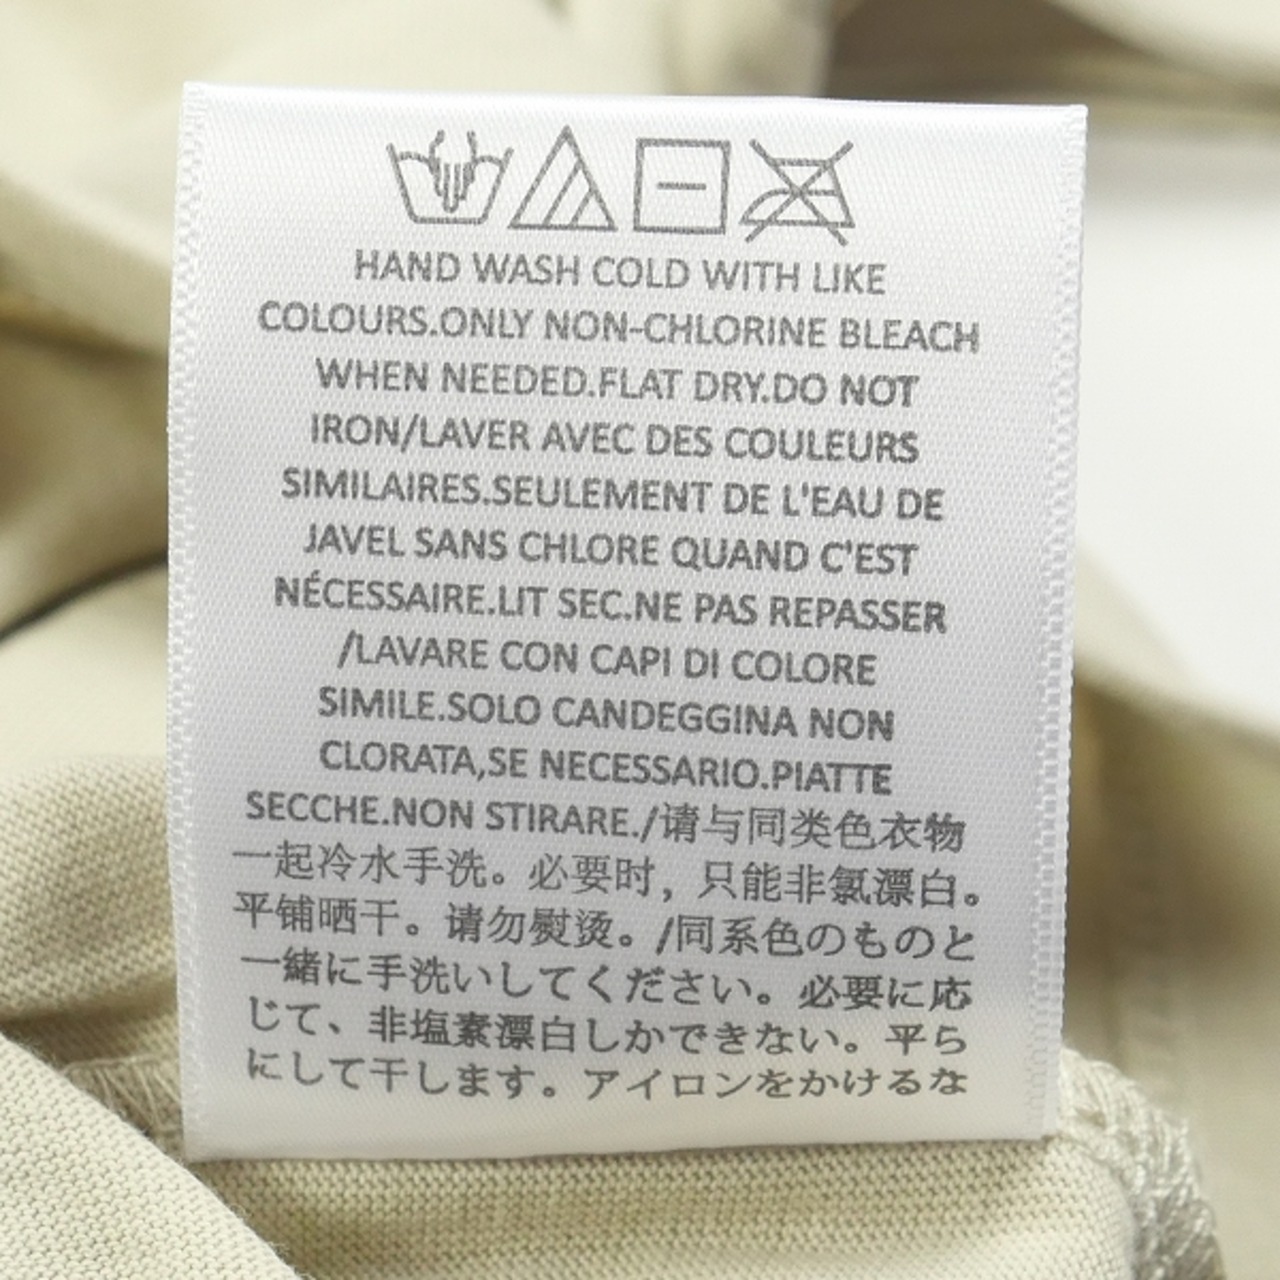 HAND WASH COLD WITH LIKE
COLOURS.ONLY NON-CHLORINE BLEACH
WHEN NEEDED.FLAT DRY.DO NOT
IRON/LAVER AVEC DES COULEURS
SIMILAIRES.SEULEMENT DE L'EAU DE
JAVEL SANS CHLORE QUAND C'EST
NÉCESSAIRE.LIT SEC.NE PAS REPASSER
/LAVARE CON CAPI DI COLORE
SIMILE.SOLO CANDEGGINA NON
CLORATA,SE NECESSARIO.PIATTE
SECCHE.NON STIRARE./请与同类色衣物
一起冷水手洗。必要时，只能非氯漂白。
平铺晒干。请勿熨烫。/同系色のものと
一緒に手洗いしてください。必要に応
じて、非塩素漂白しかできない。平ら
にして干します。アイロンをかけるな